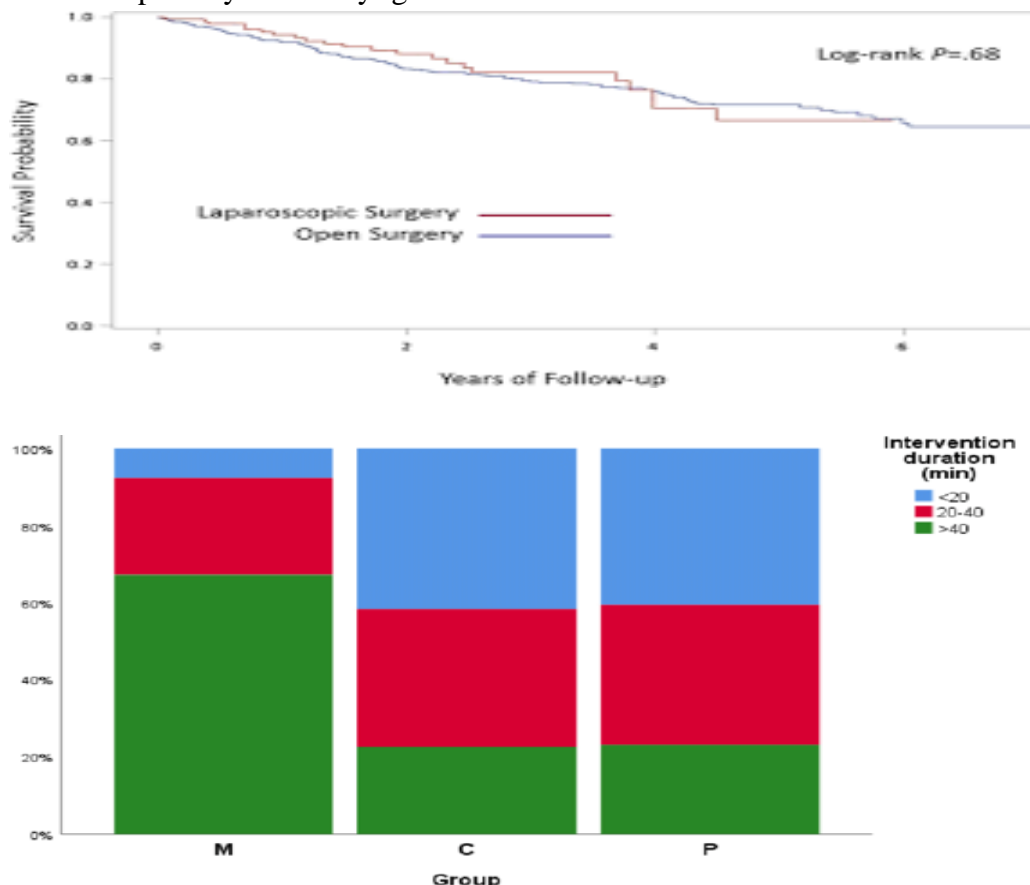 1.0
0.8
0.6
0.4
0.2
0.0
Survival Probability
Log-rank P=.68
Laparoscopic Surgery
Open Surgery
0 2 4 6
Years of Follow-up
Intervention
duration
(min)
<20
20-40
>40
100%
80%
60%
40%
20%
0%
M C P
Group